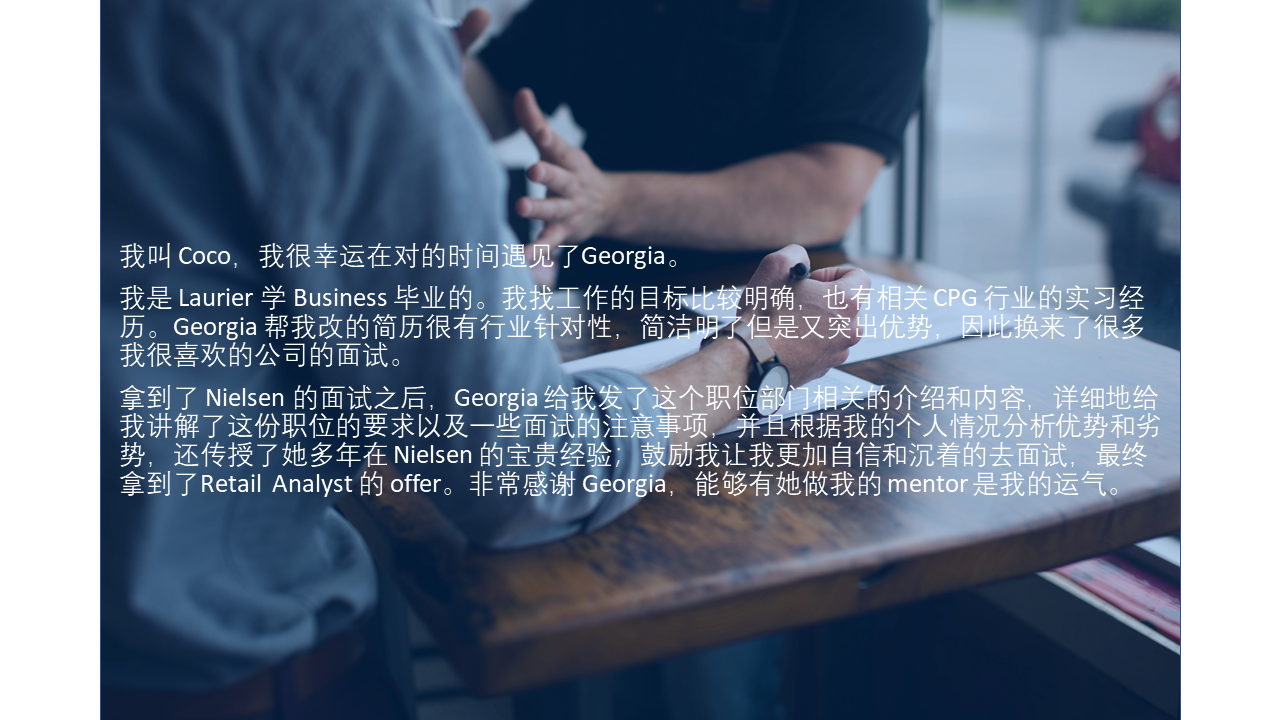 我叫 Coco，我很幸运在对的时间遇见了Georgia。
我是 Laurier 学 Business 毕业的。我找工作的目标比较明确，也有相关 CPG 行业的实习经
历。Georgia 帮我改的简历很有行业针对性，简洁明了但是又突出优势，因此换来了很多
我很喜欢的公司的面试。
拿到了 Nielsen 的面试之后，Georgia 给我发了这个职位部门相关的介绍和内容，详细地给
我讲解了这份职位的要求以及一些面试的注意事项，并且根据我的个人情况分析优势和劣
势，还传授了她多年在 Nielsen 的宝贵经验；鼓励我让我更加自信和沉着的去面试，最终
拿到了Retail Analyst 的 offer。非常感谢 Georgia，能够有她做我的 mentor 是我的运气。